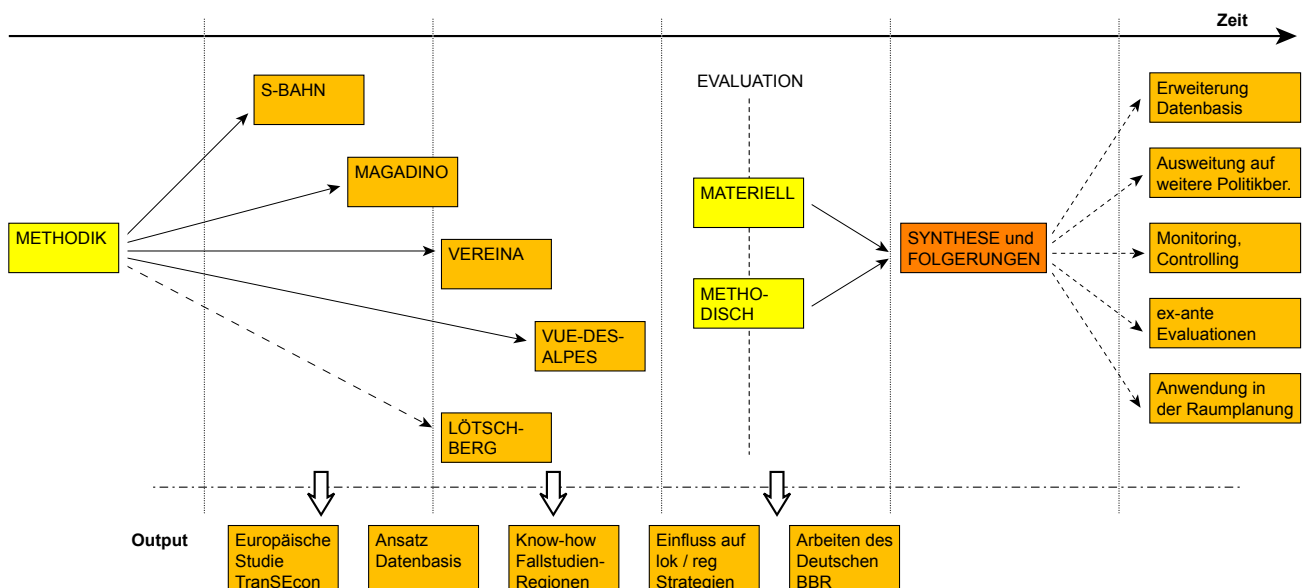 Zeit
S-BAHN
EVALUATION
Erweiterung
Datenbasis
MAGADINO
Ausweitung auf
weitere Politikber.
MATERIELL
METHODIK
VEREINA
SYNTHESE und
FOLGERUNGEN
Monitoring,
Controlling
METHO-
DISCH
VUE-DES-
ALPES
ex-ante
Evaluationen
Anwendung in
der Raumplanung
LÖTSCH-
BERG
Output
Europäische
Studie
TranSEcon
Ansatz
Datenbasis
Know-how
Fallstudien-
Regionen
Einfluss auf
lok / reg
Strategien
Arbeiten des
Deutschen
BBR